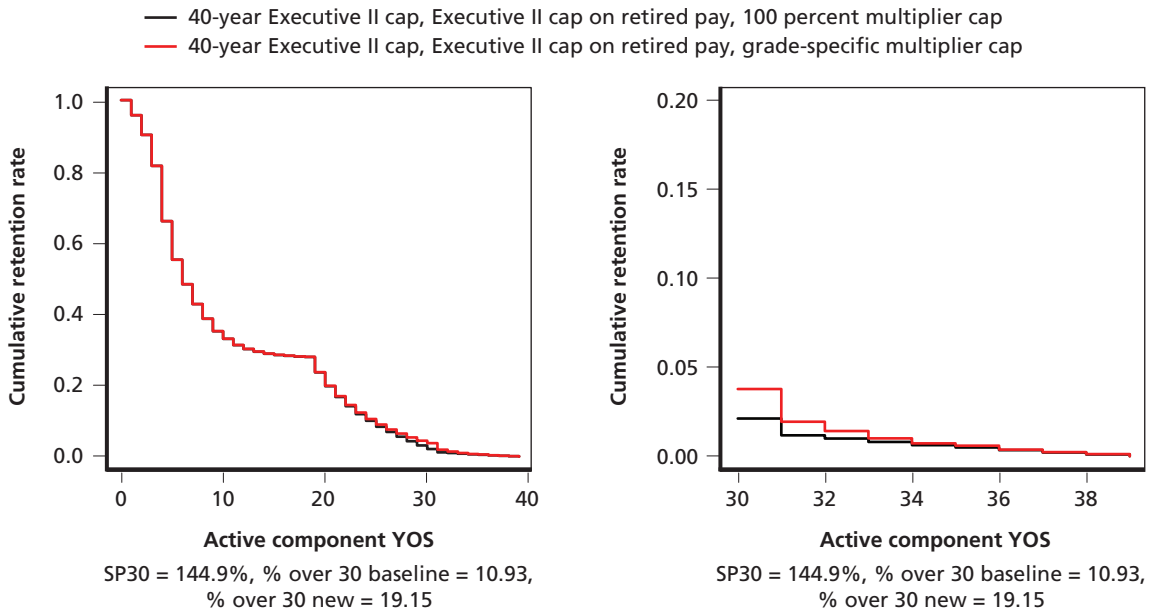 40-year Executive II cap, Executive II cap on retired pay, 100 percent multiplier cap
40-year Executive II cap, Executive II cap on retired pay, grade-specific multiplier cap
Cumulative retention rate
1.0
0.8
0.6
0.4
0.2
0.0
0
10
20
30
40
Active component YOS
SP30 = 144.9%, % over 30 baseline = 10.93,
% over 30 new = 19.15
Cumulative retention rate
0.20
0.15
0.10
0.05
0.00
30
32
34
36
38
Active component YOS
SP30 = 144.9%, % over 30 baseline = 10.93,
% over 30 new = 19.15